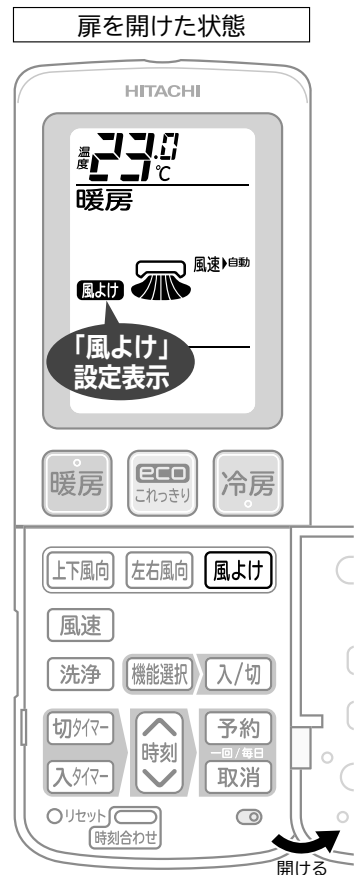 扉を開けた状態
HITACHI
温度 23.0℃
暖房
風速▶自動
風よけ
「風よけ」
設定表示
暖房 eco これっきり 冷房
上下風向 左右風向 風よけ
風速
洗浄 機能選択 入/切
切タイマー 時刻 予約
一回/毎日
入タイマー 取消
リセット
時刻合わせ
開ける